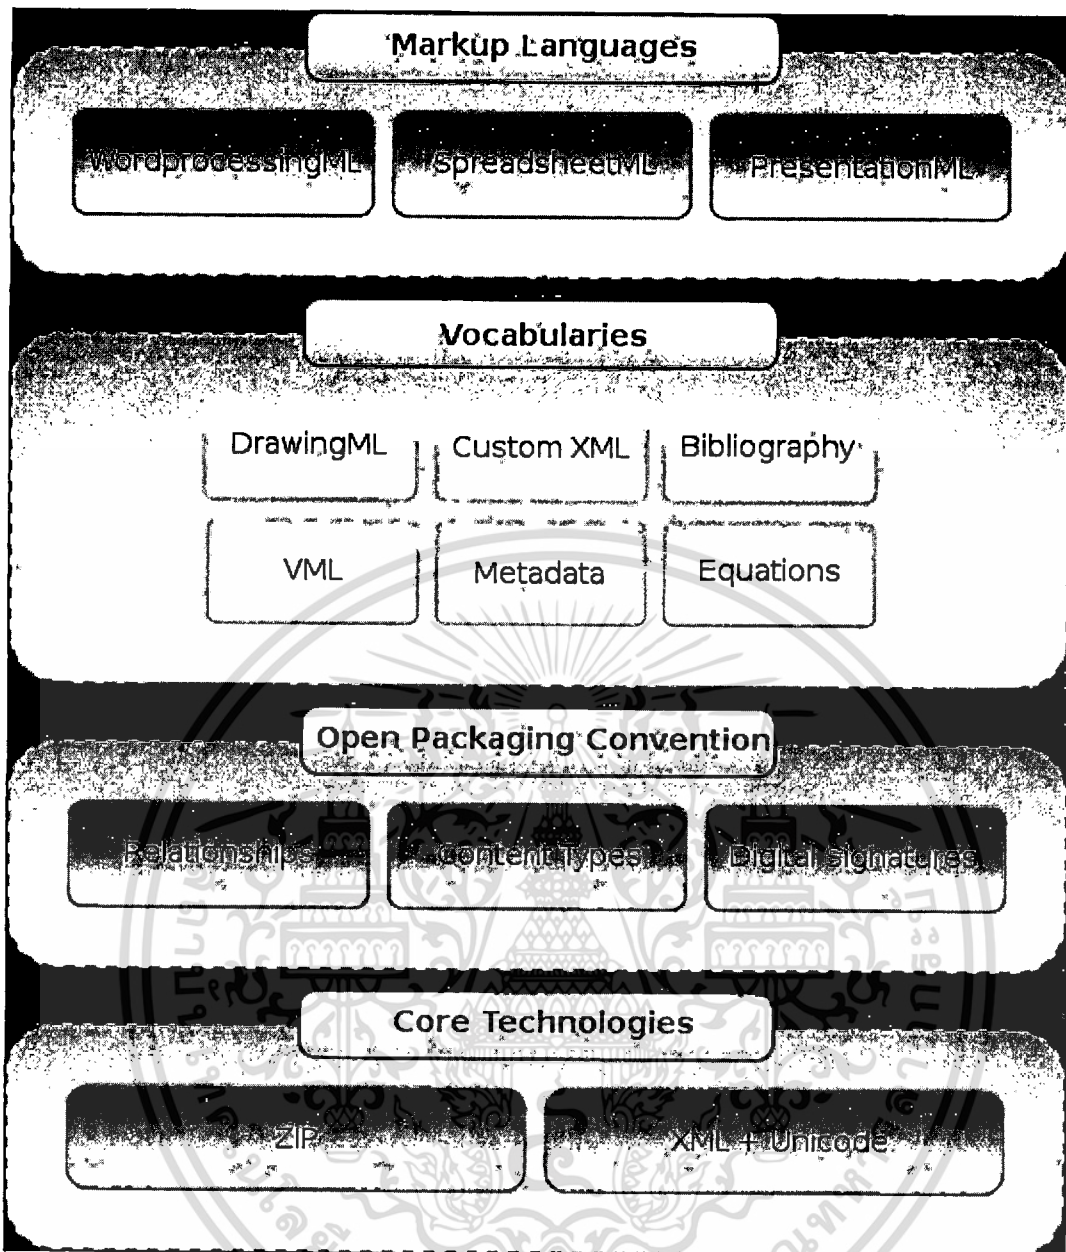 Markup Languages
WordprocessingML SpreadsheetML PresentationML
Vocabularies
DrawingML Custom XML Bibliography
VML Metadata Equations
Open Packaging Convention
Relationships Content Types Digital signatures
Core Technologies
ZIP XML + Unicode